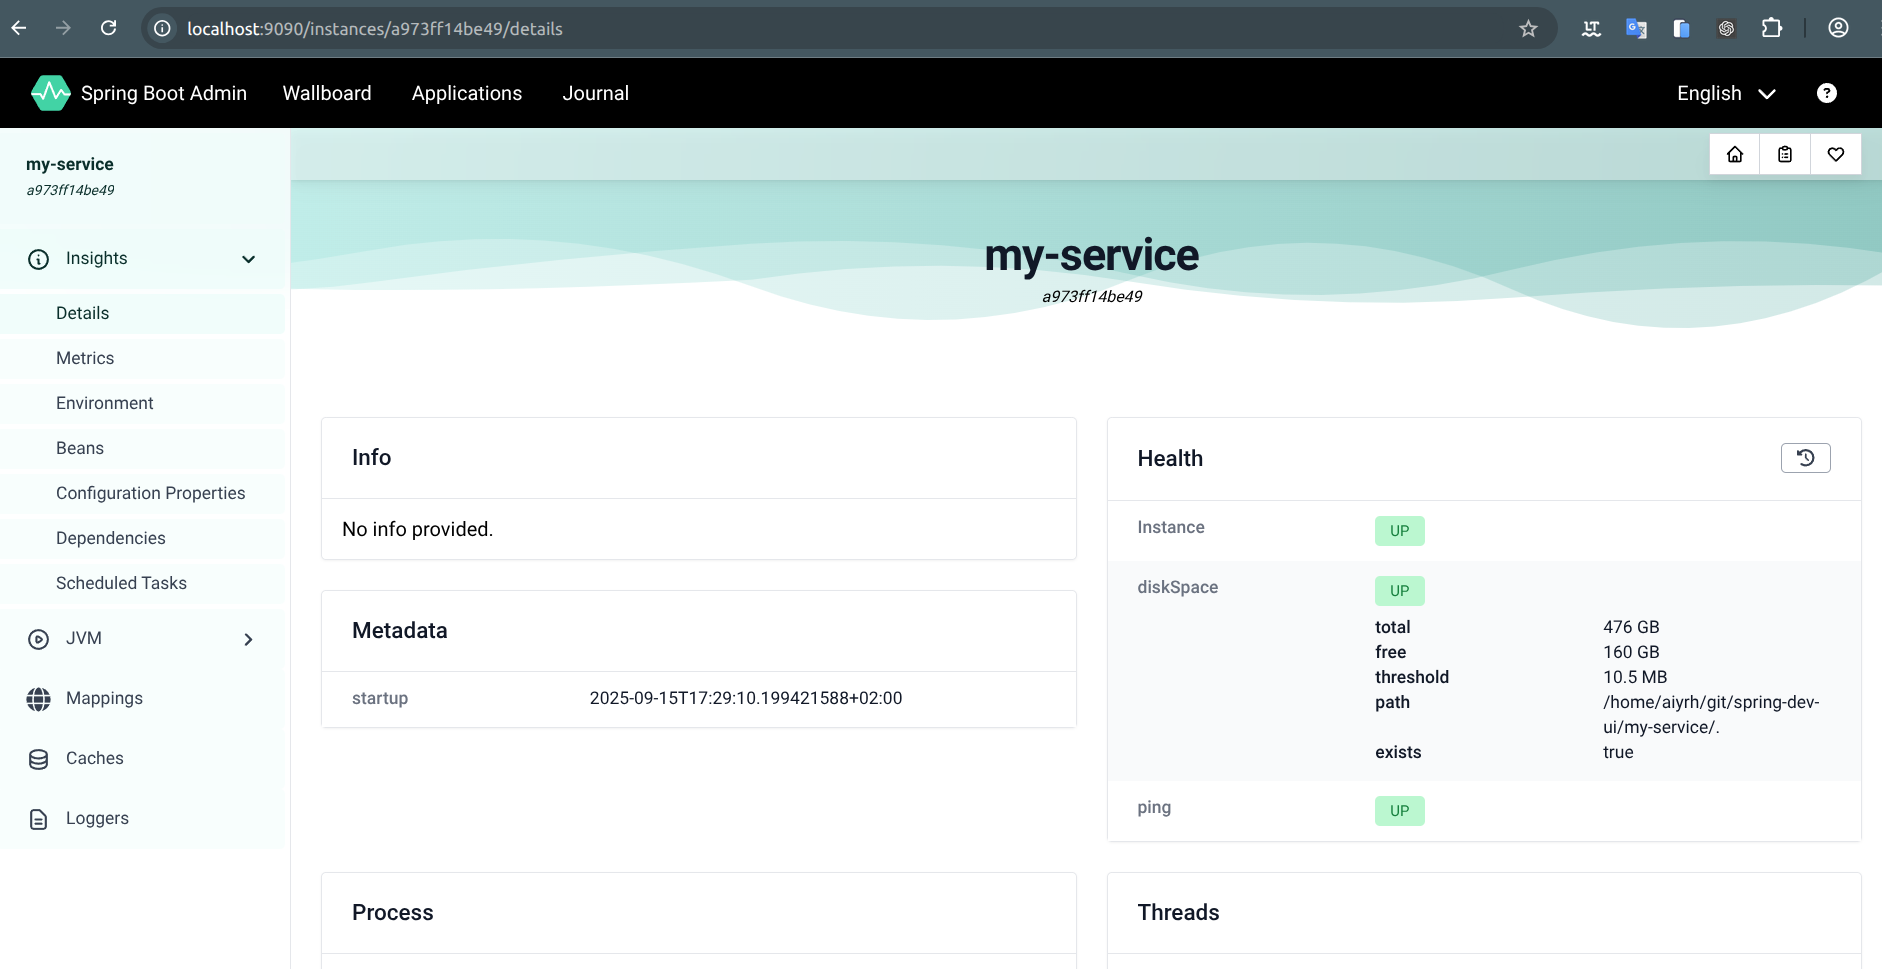 localhost:9090/instances/a973ff14be49/details
Spring Boot Admin
Wallboard
Applications
Journal
English
my-service
a973ff14be49
Insights
Details
Metrics
Environment
Beans
Configuration Properties
Dependencies
Scheduled Tasks
JVM
Mappings
Caches
Loggers
my-service
a973ff14be49
Info
No info provided.
Metadata
startup 2025-09-15T17:29:10.199421588+02:00
Health
Instance UP
diskSpace UP
total 476 GB
free 160 GB
threshold 10.5 MB
path /home/aiyrh/git/spring-dev-
ui/my-service/.
exists true
ping UP
Process
Threads